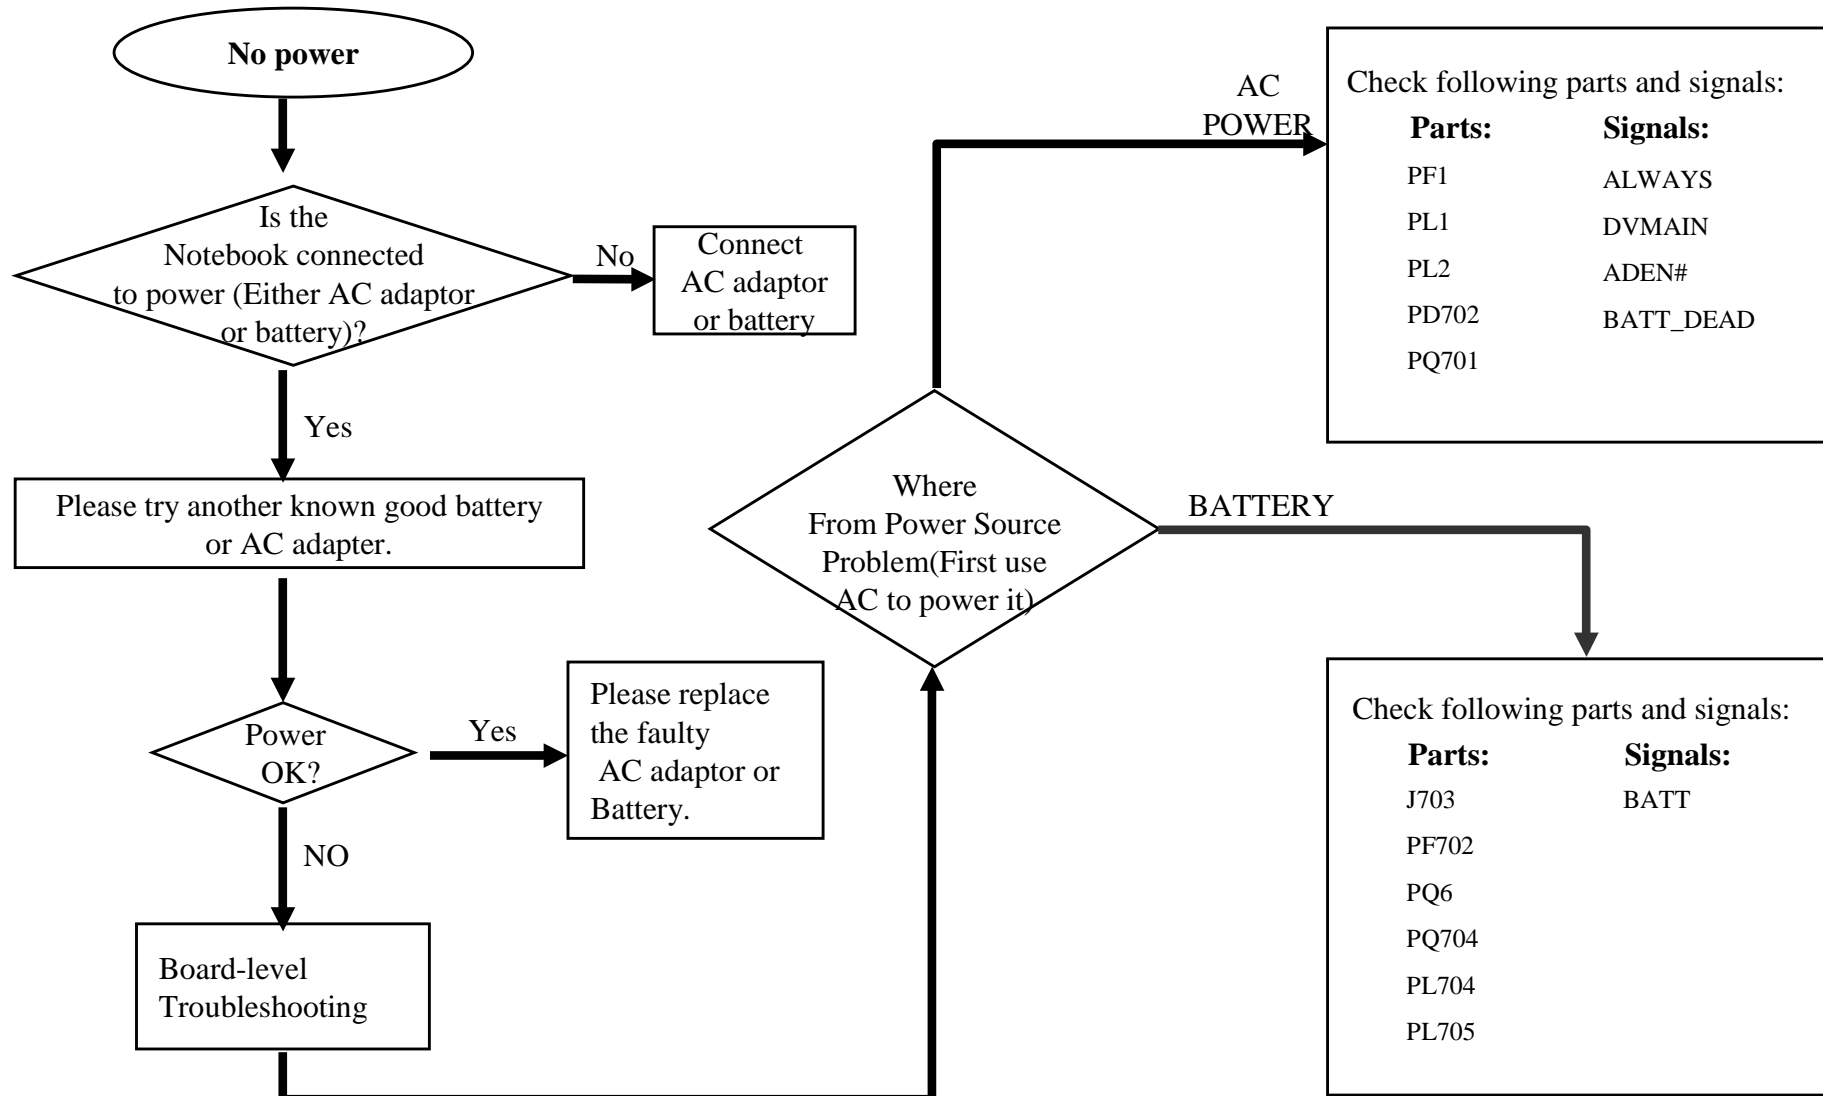 No power
Is the
Notebook connected
to power (Either AC adaptor
or battery)?
No
Connect
AC adaptor
or battery
Yes
Please try another known good battery
or AC adapter.
Power
OK?
Yes
Please replace
the faulty
AC adaptor or
Battery.
NO
Board-level
Troubleshooting
Where
From Power Source
Problem(First use
AC to power it)
AC
POWER
Check following parts and signals:
Parts: Signals:
PF1 ALWAYS
PL1 DVMAIN
PL2 ADEN#
PD702 BATT_DEAD
PQ701
BATTERY
Check following parts and signals:
Parts: Signals:
J703 BATT
PF702
PQ6
PQ704
PL704
PL705